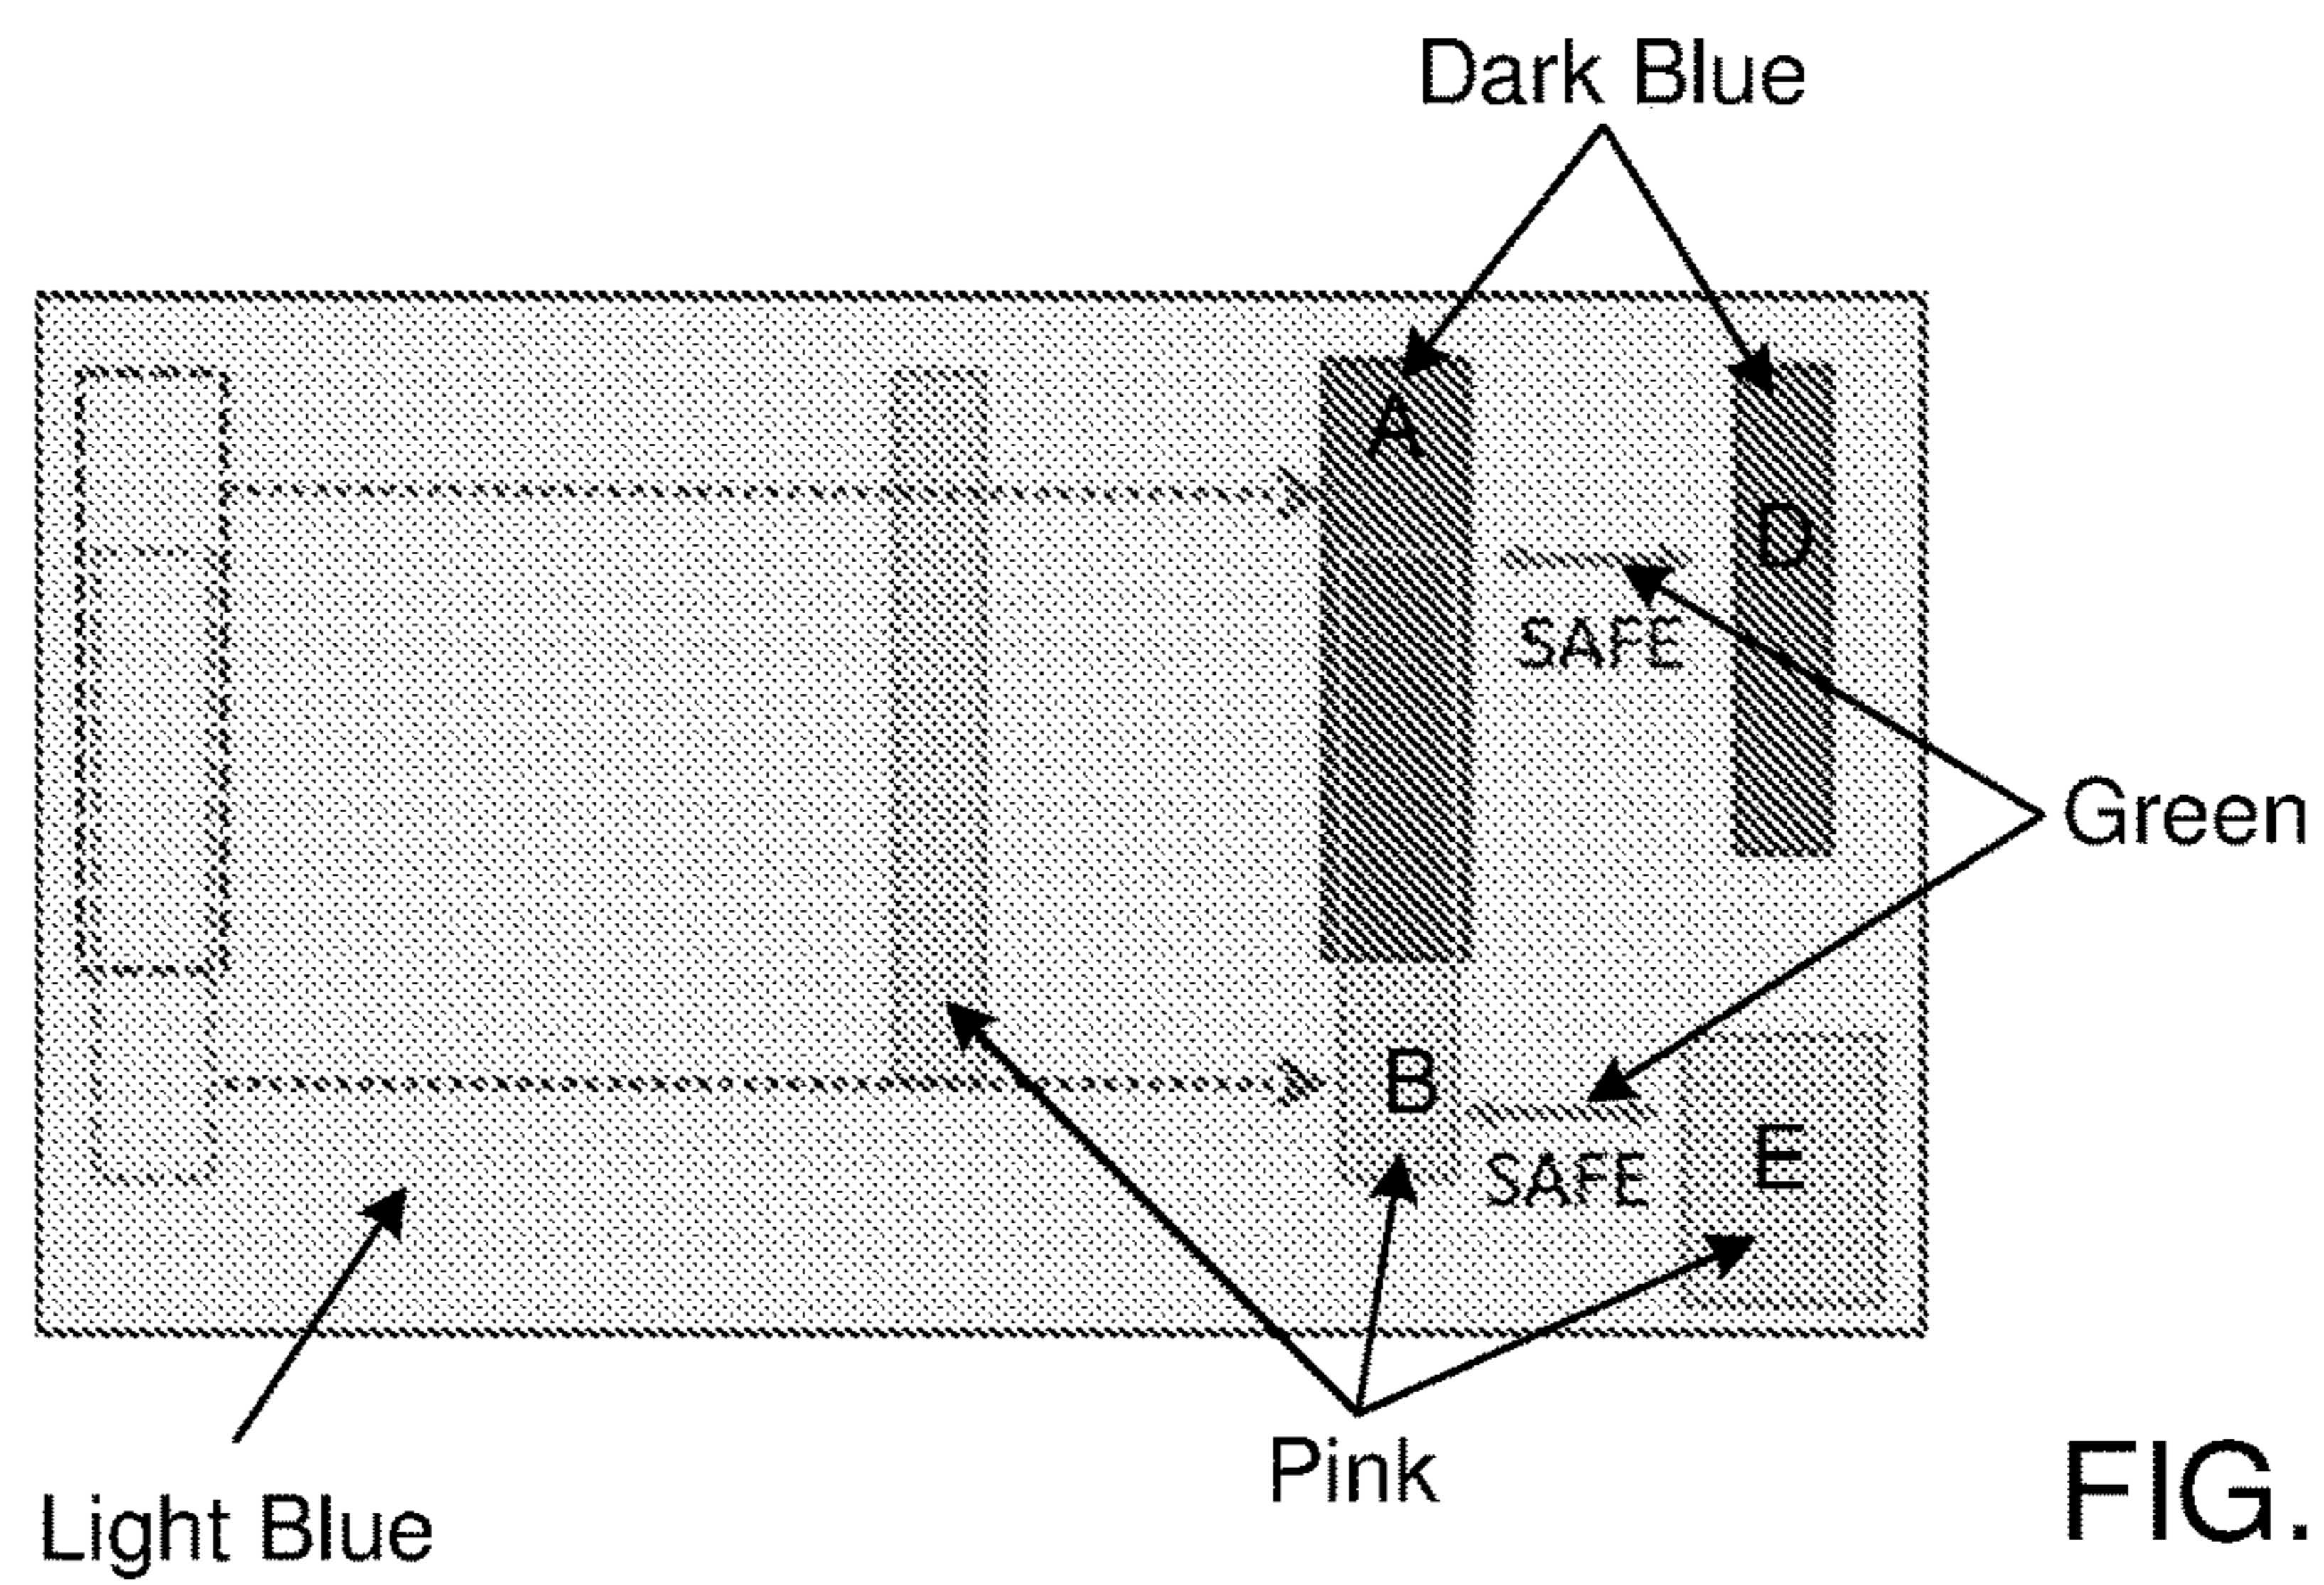 Dark Blue
A
D
SAFE
Green
B
SAFE
E
Pink
Light Blue
FIG.